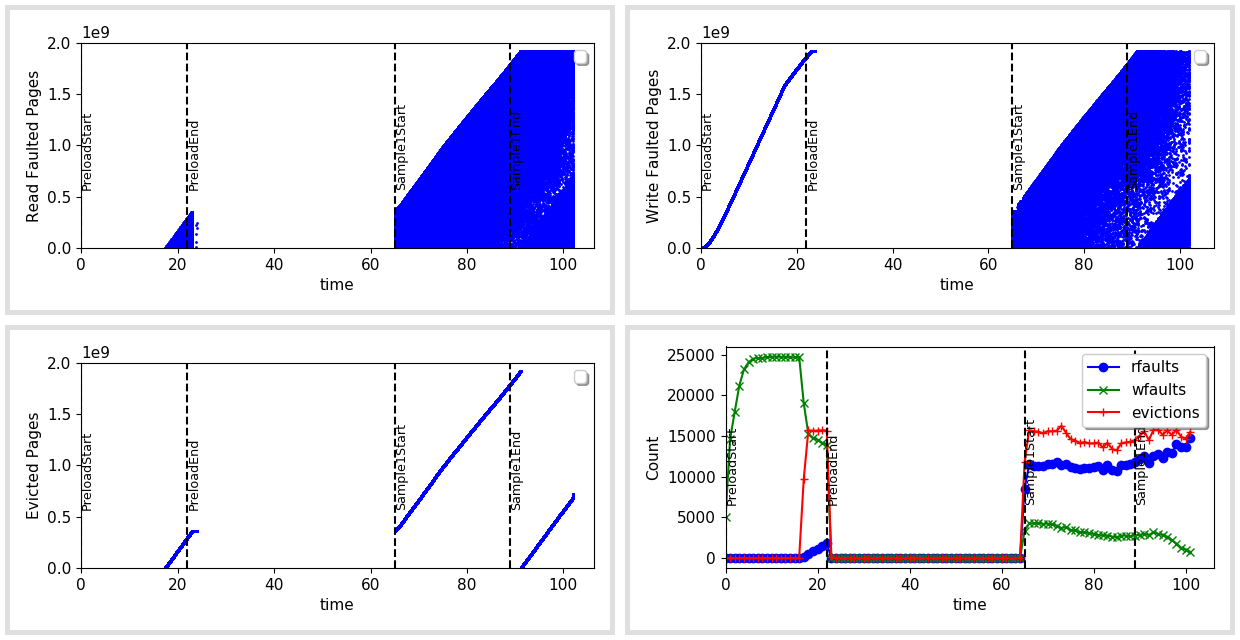 1e9
Read Faulted Pages
2.0
1.5
1.0
0.5
0.0
PreloadStart
PreloadEnd
Sample1Start
Sample1End
0 20 40 60 80 100
time
1e9
Write Faulted Pages
2.0
1.5
1.0
0.5
0.0
PreloadStart
PreloadEnd
Sample1Start
Sample1End
0 20 40 60 80 100
time
1e9
Evicted Pages
2.0
1.5
1.0
0.5
0.0
PreloadStart
PreloadEnd
Sample1Start
Sample1End
0 20 40 60 80 100
time
Count
25000
20000
15000
10000
5000
0
rfaults
wfaults
evictions
PreloadStart
PreloadEnd
Sample1Start
Sample1End
0 20 40 60 80 100
time